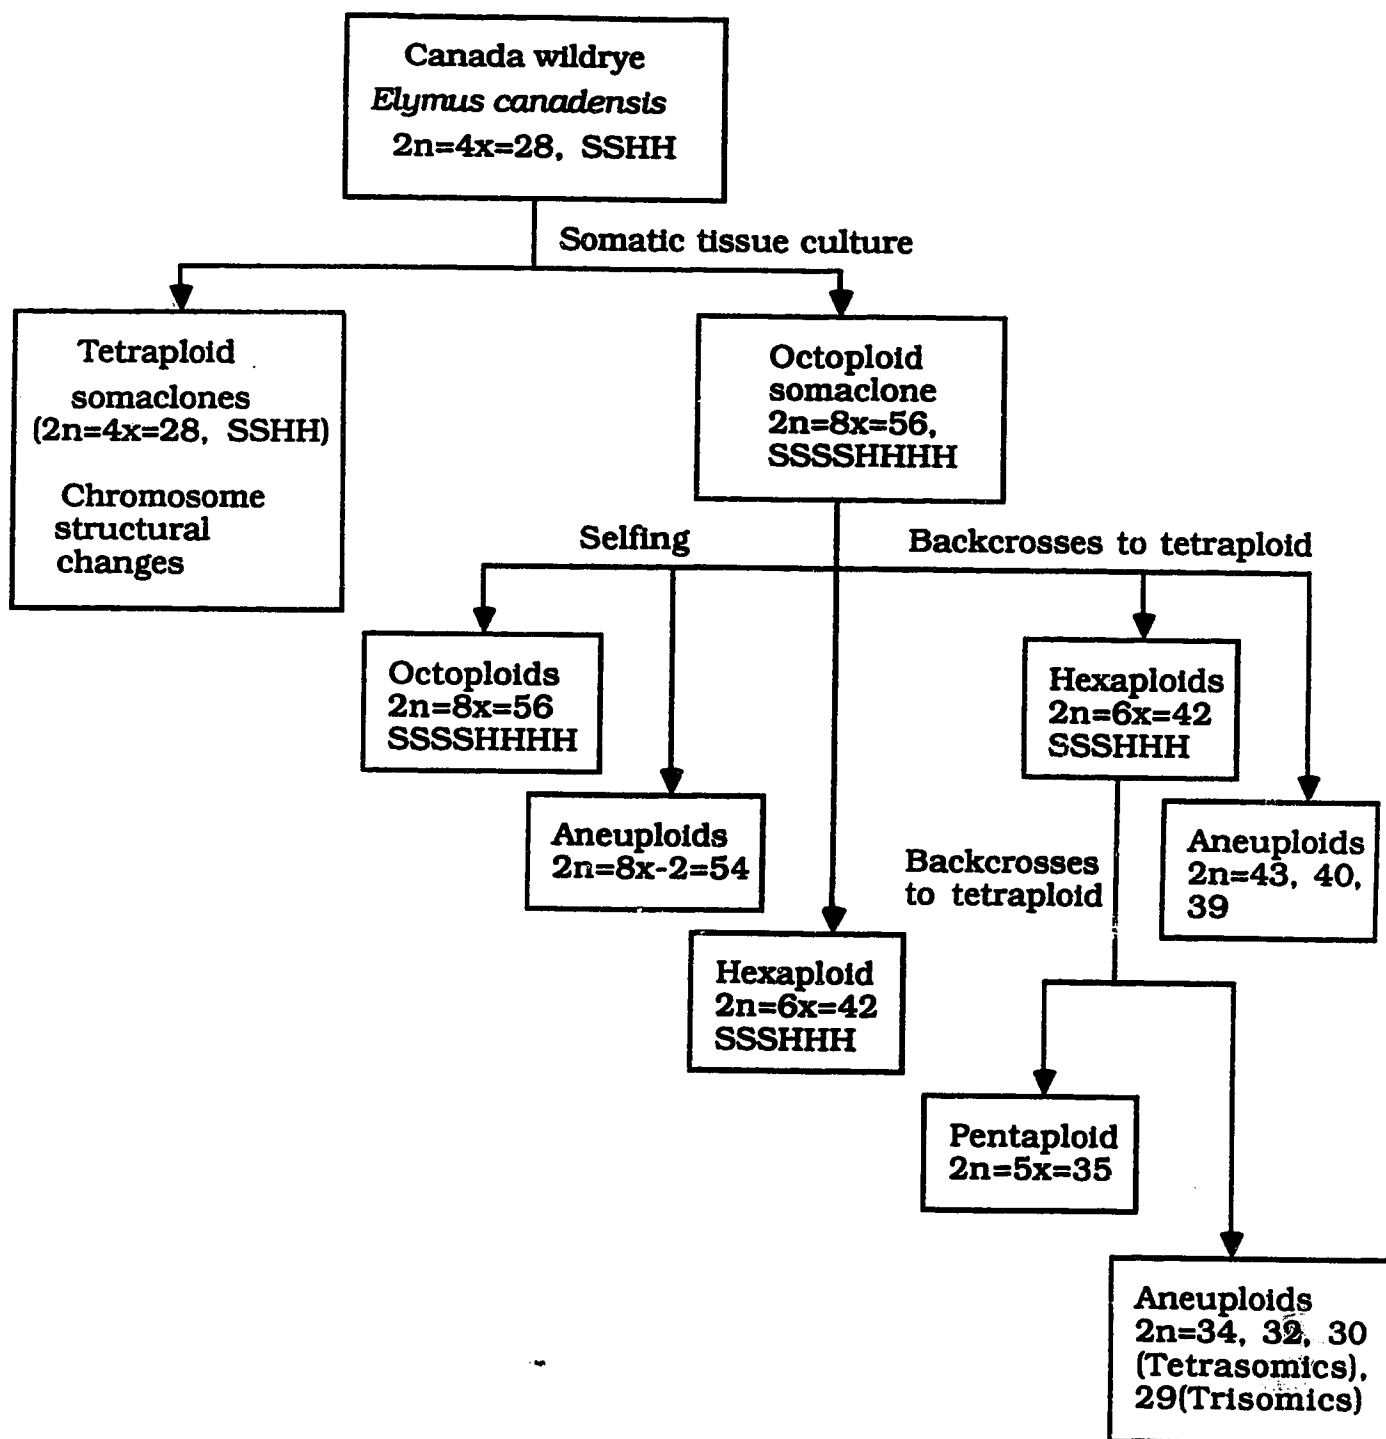 Canada wildrye
Elymus canadensis
2n=4x=28, SSHH
Somatic tissue culture
Tetraploid
somaclones
(2n=4x=28, SSHH)
Chromosome
structural
changes
Octoploid
somaclone
2n=8x=56,
SSSSHHHH
Selfing
Backcrosses to tetraploid
Octoploids
2n=8x=56
SSSSHHHH
Aneuploids
2n=8x-2=54
Hexaploid
2n=6x=42
SSSHHH
Hexaploids
2n=6x=42
SSSHHH
Aneuploids
2n=43, 40,
39
Backcrosses
to tetraploid
Pentaploid
2n=5x=35
Aneuploids
2n=34, 32, 30
(Tetrasomics),
29(Trisomics)